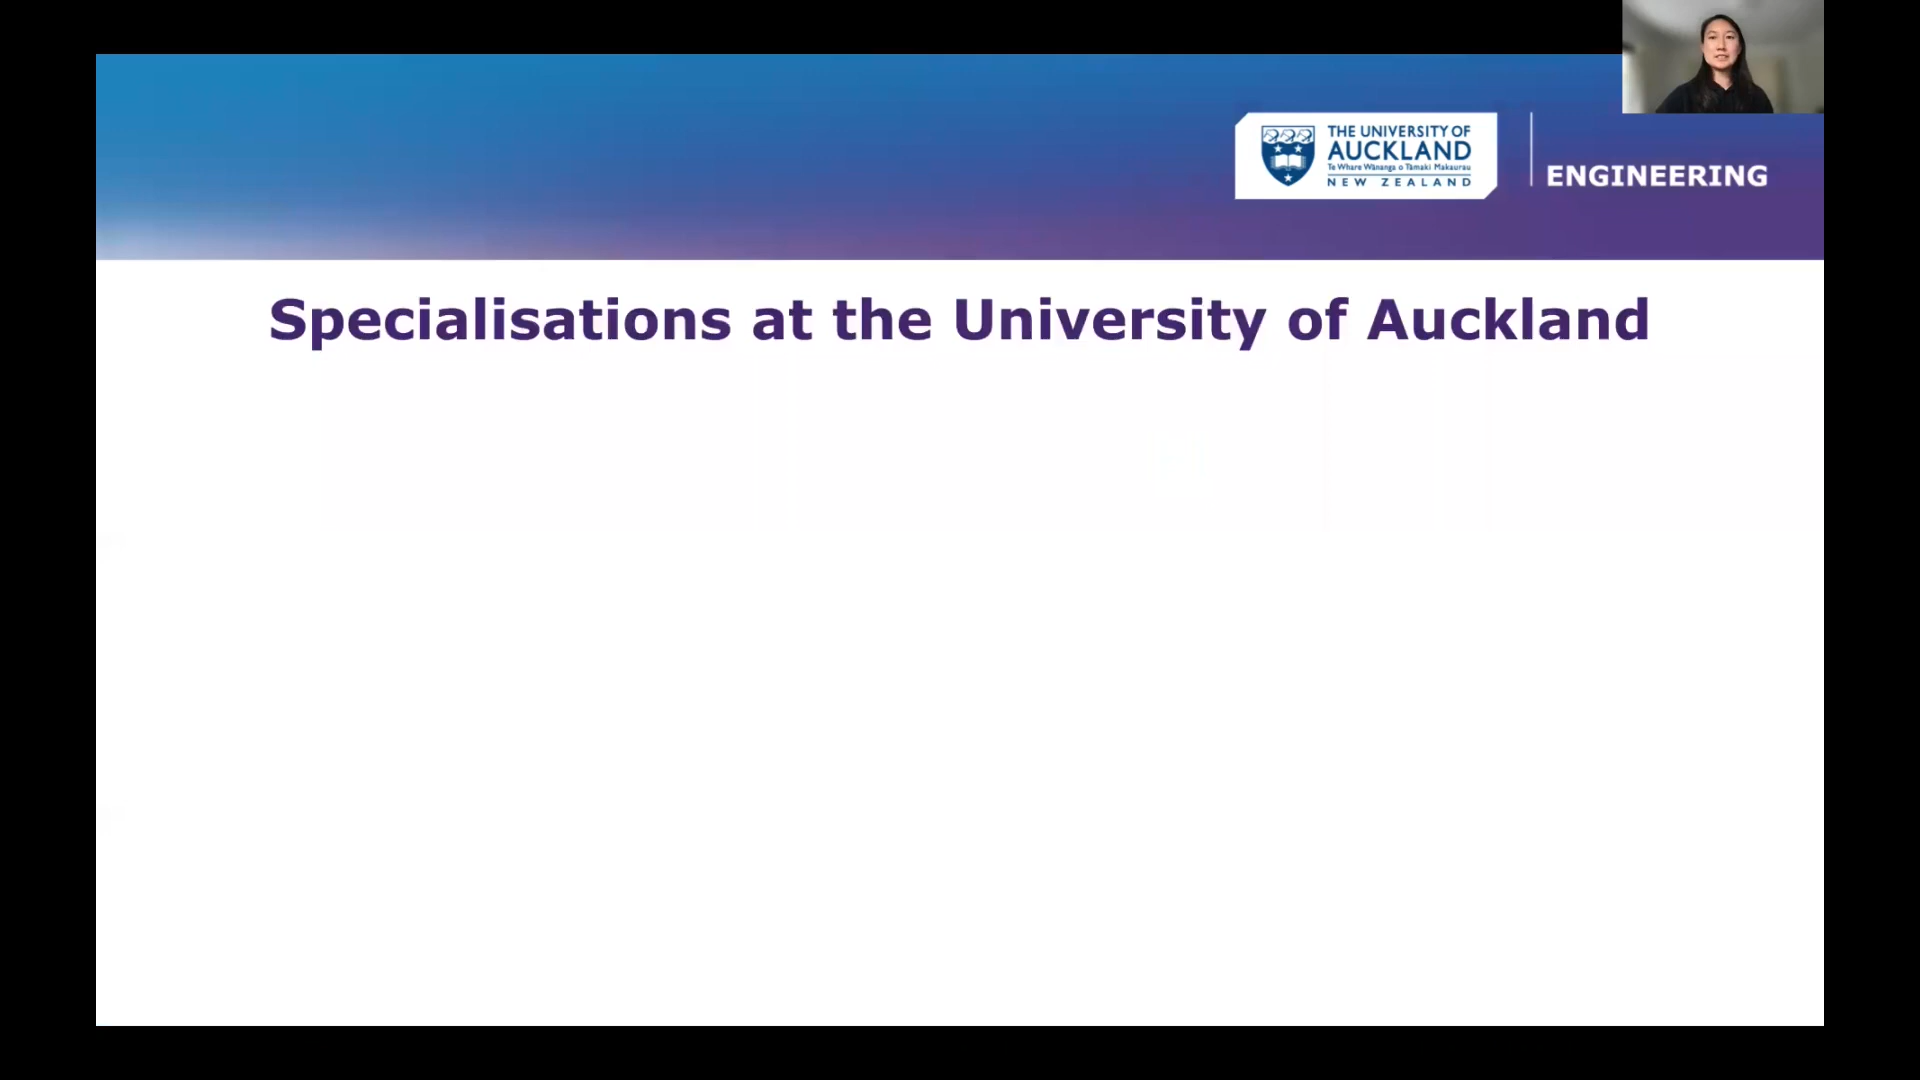 THE UNIVERSITY OF
AUCKLAND
Te Whare Wānanga o Tāmaki Makaurau
NEW ZEALAND
ENGINEERING
Specialisations at the University of Auckland